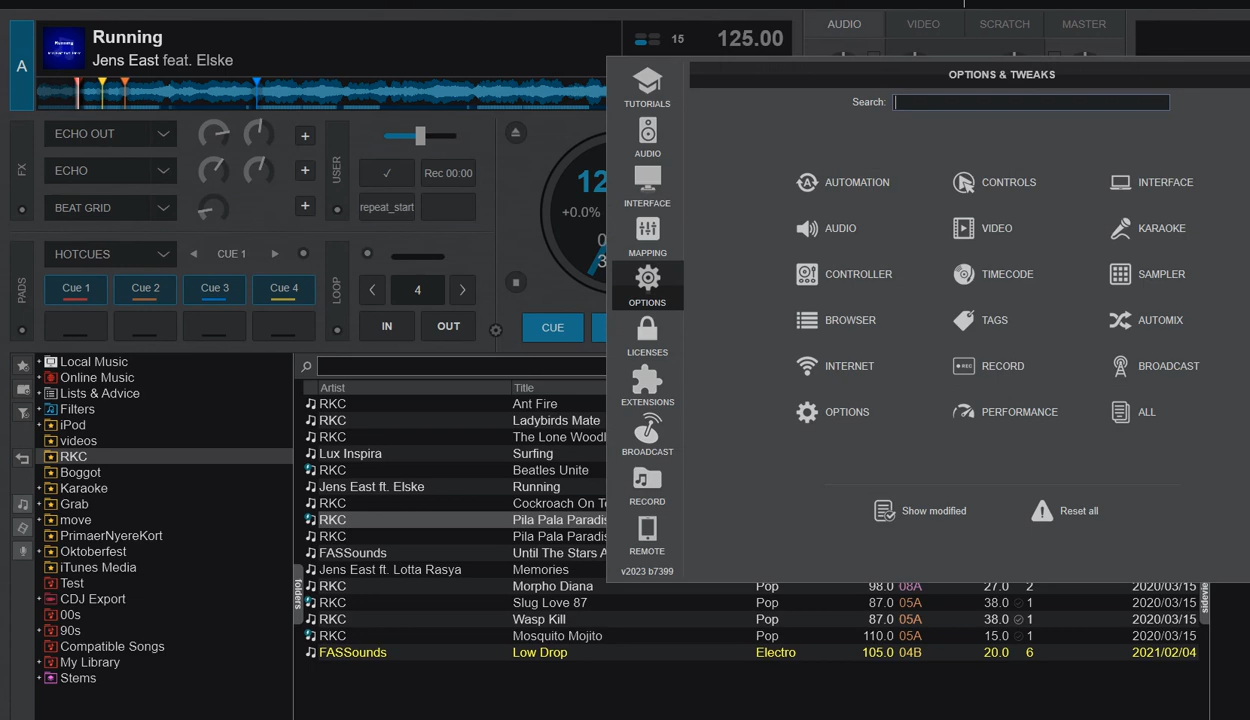 A
Running
Running
Jens East feat. Elske
15
125.00
AUDIO
VIDEO
SCRATCH
MASTER
FX
ECHO OUT
ECHO
BEAT GRID
+
+
+
USER
✓
Rec 00:00
repeat_start
12
+0.0%
0
3
PADS
HOTCUES
CUE 1
Cue 1
Cue 2
Cue 3
Cue 4
LOOP
4
IN
OUT
CUE
TUTORIALS
AUDIO
INTERFACE
MAPPING
OPTIONS
LICENSES
EXTENSIONS
BROADCAST
RECORD
REMOTE
v2023 b7399
OPTIONS & TWEAKS
Search:
AUTOMATION
CONTROLS
INTERFACE
AUDIO
VIDEO
KARAOKE
CONTROLLER
TIMECODE
SAMPLER
BROWSER
TAGS
AUTOMIX
INTERNET
RECORD
BROADCAST
OPTIONS
PERFORMANCE
ALL
Show modified
Reset all
Local Music
Online Music
Lists & Advice
Filters
iPod
videos
RKC
Boggot
Karaoke
Grab
move
PrimaerNyereKort
Oktoberfest
iTunes Media
Test
CDJ Export
00s
90s
Compatible Songs
My Library
Stems
folders
Artist Title
RKC Ant Fire
RKC Ladybirds Mate
RKC The Lone Woodl
Lux Inspira Surfing
RKC Beatles Unite
Jens East ft. Elske Running
RKC Cockroach On T
RKC Pila Pala Paradis
RKC Pila Pala Paradis
FASSounds Until The Stars A
Jens East ft. Lotta Rasya Memories
RKC Morpho Diana Pop 98.0 08A 27.0 2 2020/03/15
RKC Slug Love 87 Pop 87.0 05A 38.0 1 2020/03/15
RKC Wasp Kill Pop 87.0 05A 38.0 1 2020/03/15
RKC Mosquito Mojito Pop 110.0 05A 15.0 1 2020/03/15
FASSounds Low Drop Electro 105.0 04B 20.0 6 2021/02/04